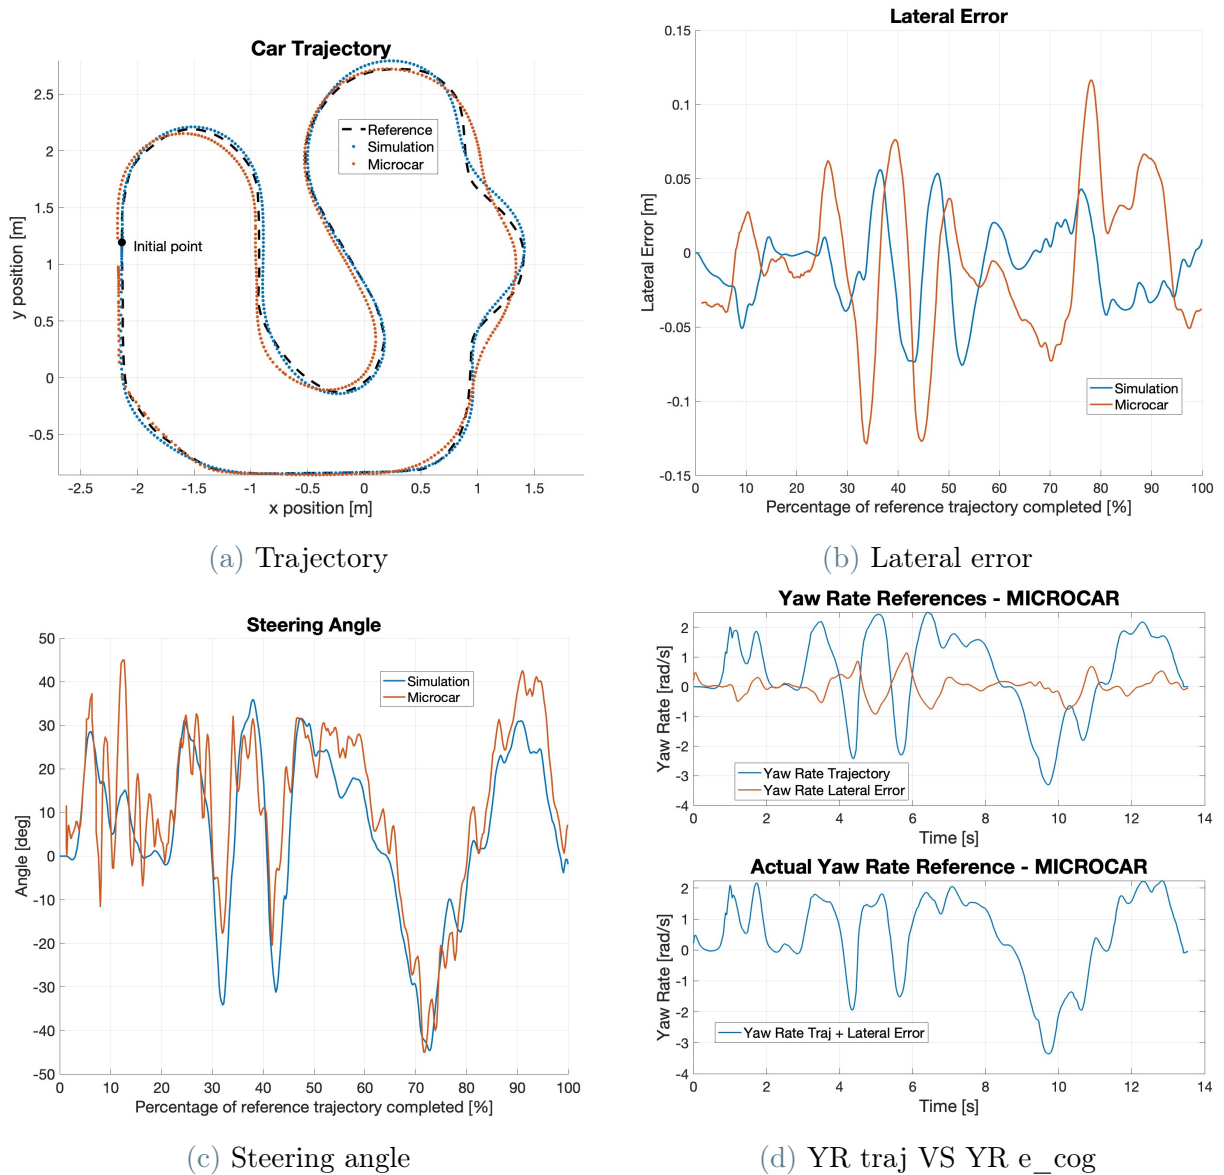 Car Trajectory
2.5
2
1.5
1
0.5
0
-0.5
y position [m]
Reference
Simulation
Microcar
Initial point
-2.5 -2 -1.5 -1 -0.5 0 0.5 1 1.5
x position [m]
(a) Trajectory
Lateral Error
0.15
0.1
0.05
0
-0.05
-0.1
-0.15
Lateral Error [m]
Simulation
Microcar
0 10 20 30 40 50 60 70 80 90 100
Percentage of reference trajectory completed [%]
(b) Lateral error
Steering Angle
50
40
30
20
10
0
-10
-20
-30
-40
-50
Angle [deg]
Simulation
Microcar
0 10 20 30 40 50 60 70 80 90 100
Percentage of reference trajectory completed [%]
(c) Steering angle
Yaw Rate References - MICROCAR
2
1
0
-1
-2
-3
-4
Yaw Rate [rad/s]
Yaw Rate Trajectory
Yaw Rate Lateral Error
0 2 4 6 8 10 12 14
Time [s]
Actual Yaw Rate Reference - MICROCAR
2
1
0
-1
-2
-3
-4
Yaw Rate [rad/s]
Yaw Rate Traj + Lateral Error
0 2 4 6 8 10 12 14
Time [s]
(d) YR traj VS YR e_cog